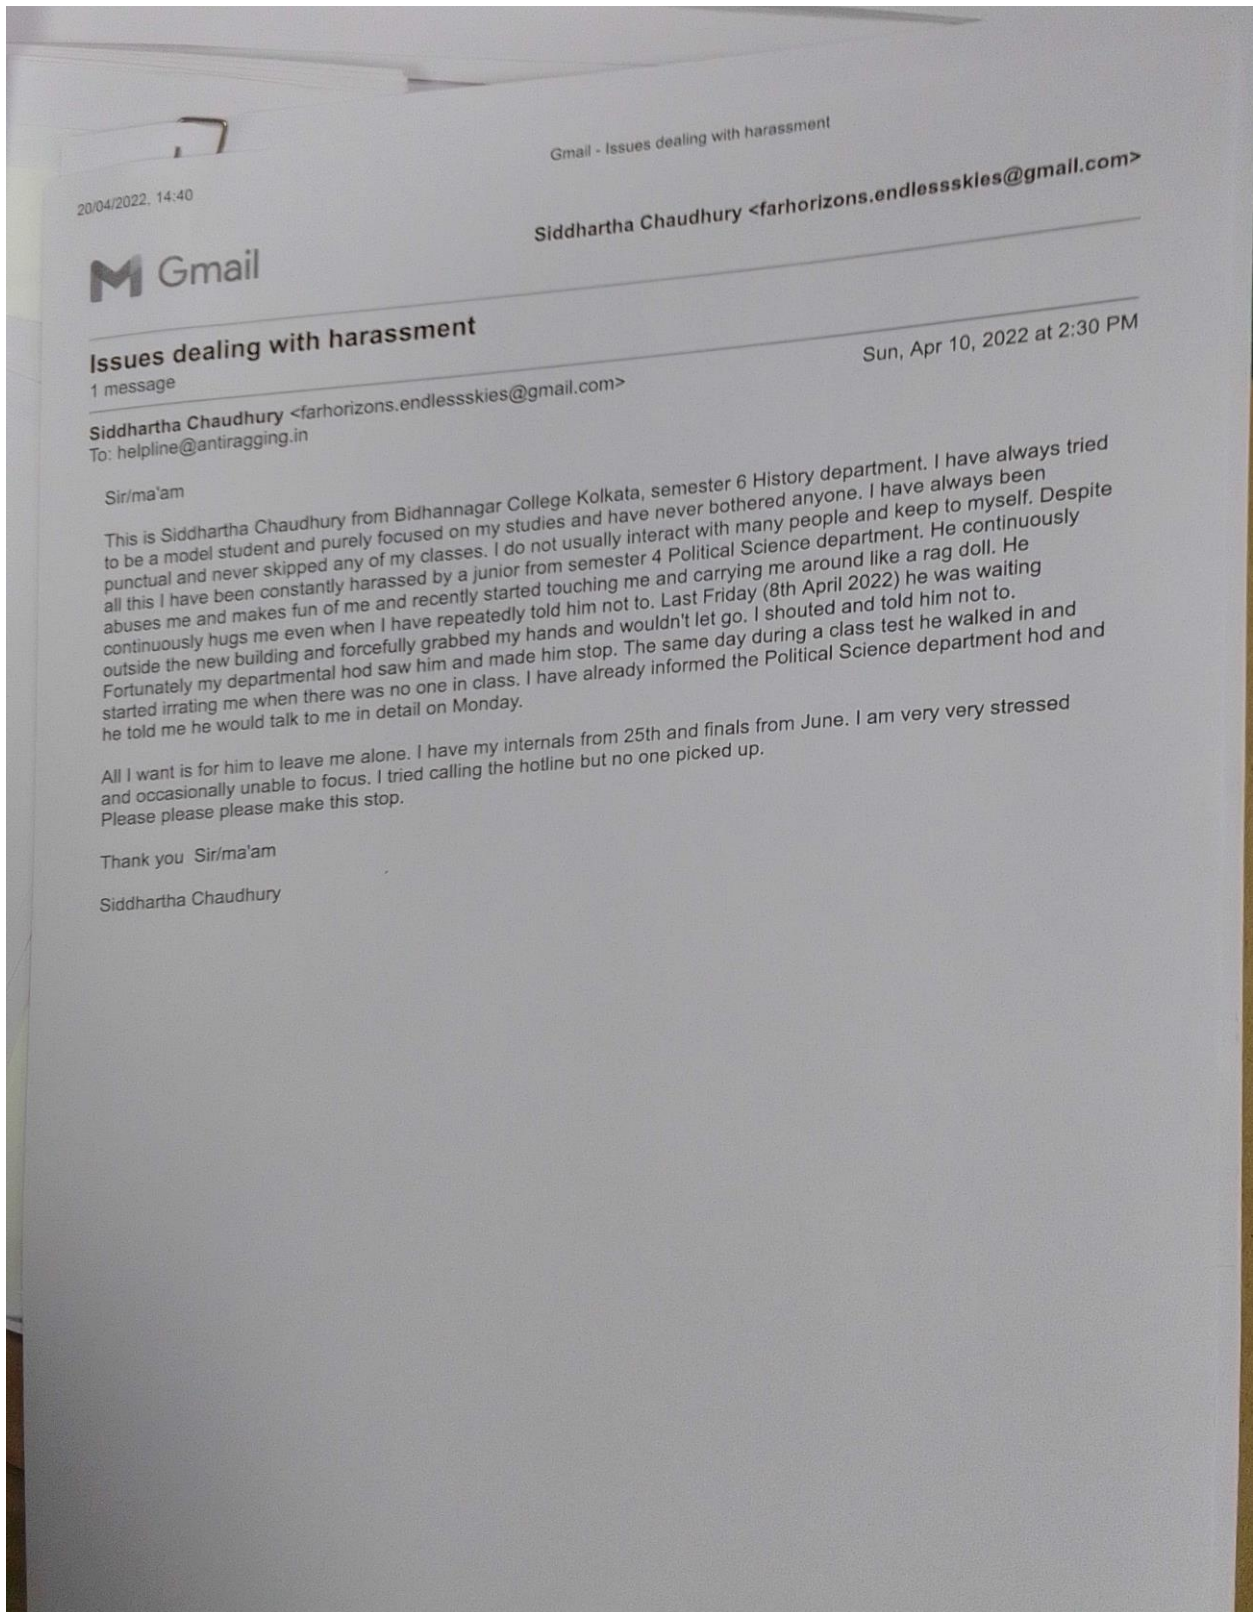 20/04/2022, 14:40
Gmail - Issues dealing with harassment
Gmail
Siddhartha Chaudhury <farhorizons.endlessskies@gmail.com>
Issues dealing with harassment
1 message
Siddhartha Chaudhury <farhorizons.endlessskies@gmail.com>
Sun, Apr 10, 2022 at 2:30 PM
To: helpline@antiragging.in
Sir/ma'am
This is Siddhartha Chaudhury from Bidhannagar College Kolkata, semester 6 History department. I have always tried
to be a model student and purely focused on my studies and have never bothered anyone. I have always been
punctual and never skipped any of my classes. I do not usually interact with many people and keep to myself. Despite
all this I have been constantly harassed by a junior from semester 4 Political Science department. He continuously
abuses me and makes fun of me and recently started touching me and carrying me around like a rag doll. He
continuously hugs me even when I have repeatedly told him not to. Last Friday (8th April 2022) he was waiting
outside the new building and forcefully grabbed my hands and wouldn't let go. I shouted and told him not to.
Fortunately my departmental hod saw him and made him stop. The same day during a class test he walked in and
started irrating me when there was no one in class. I have already informed the Political Science department hod and
he told me he would talk to me in detail on Monday.
All I want is for him to leave me alone. I have my internals from 25th and finals from June. I am very very stressed
and occasionally unable to focus. I tried calling the hotline but no one picked up.
Please please please make this stop.
Thank you  Sir/ma'am
Siddhartha Chaudhury